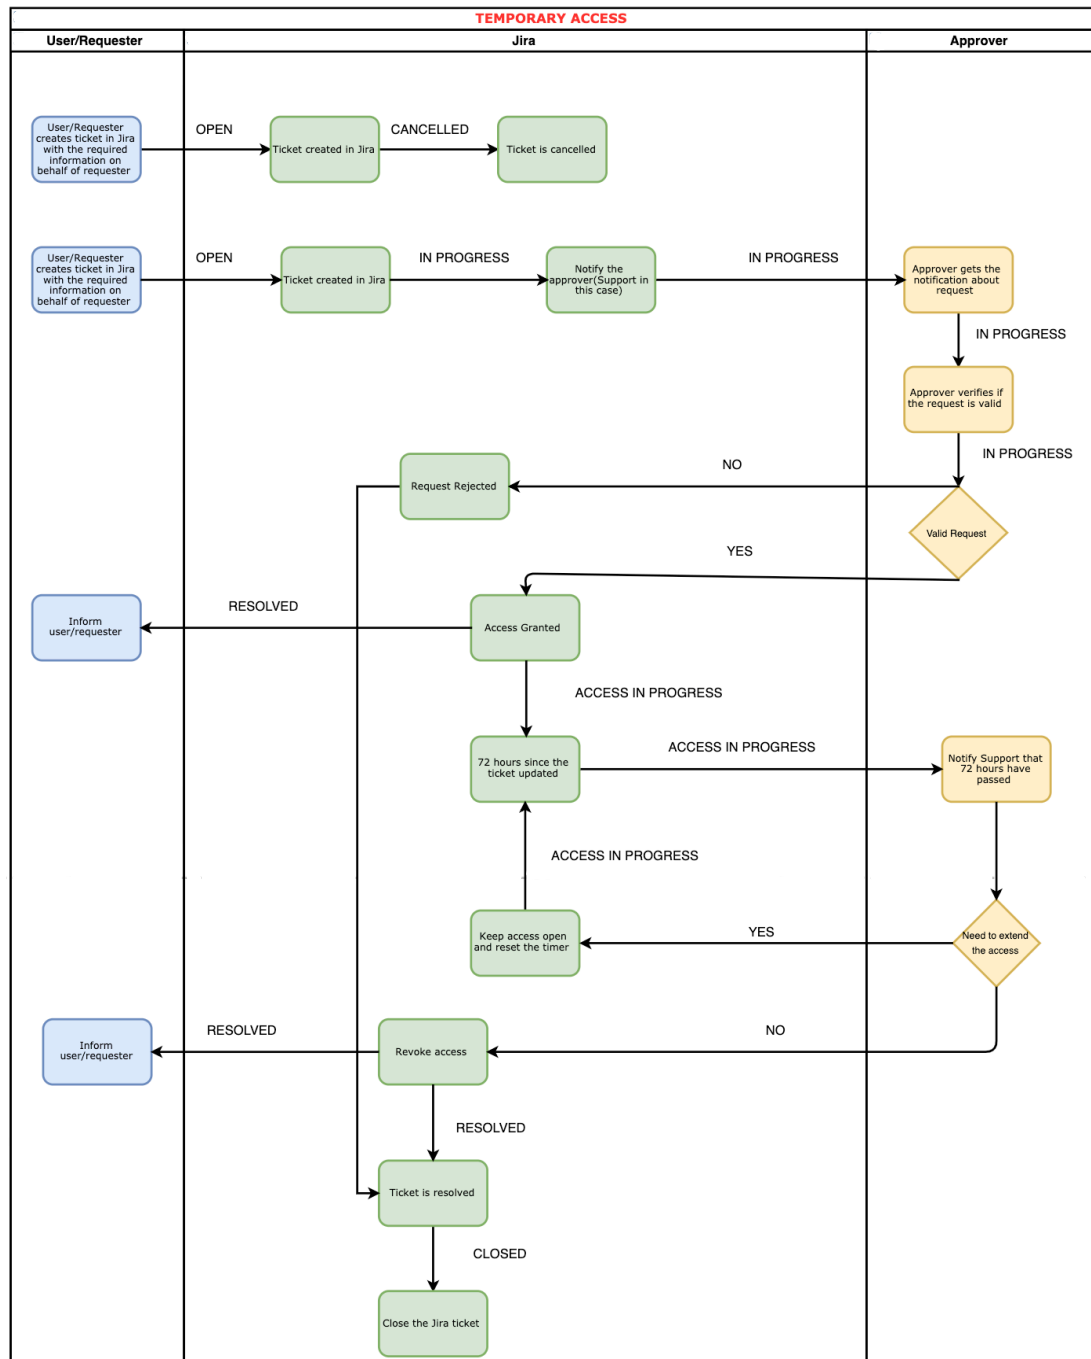 TEMPORARY ACCESS
User/Requester
Jira
Approver
User/Requester
creates ticket in Jira
with the required
information on
behalf of requester
OPEN
Ticket created in Jira
CANCELLED
Ticket is cancelled
User/Requester
creates ticket in Jira
with the required
information on
behalf of requester
OPEN
Ticket created in Jira
IN PROGRESS
Notify the
approver(Support in
this case)
IN PROGRESS
Approver gets the
notification about
request
IN PROGRESS
Approver verifies if
the request is valid
IN PROGRESS
NO
Request Rejected
Valid Request
YES
Access Granted
RESOLVED
Inform
user/requester
ACCESS IN PROGRESS
72 hours since the
ticket updated
ACCESS IN PROGRESS
Notify Support that
72 hours have
passed
ACCESS IN PROGRESS
Keep access open
and reset the timer
YES
Need to extend
the access
NO
Revoke access
RESOLVED
Inform
user/requester
RESOLVED
Ticket is resolved
CLOSED
Close the Jira ticket